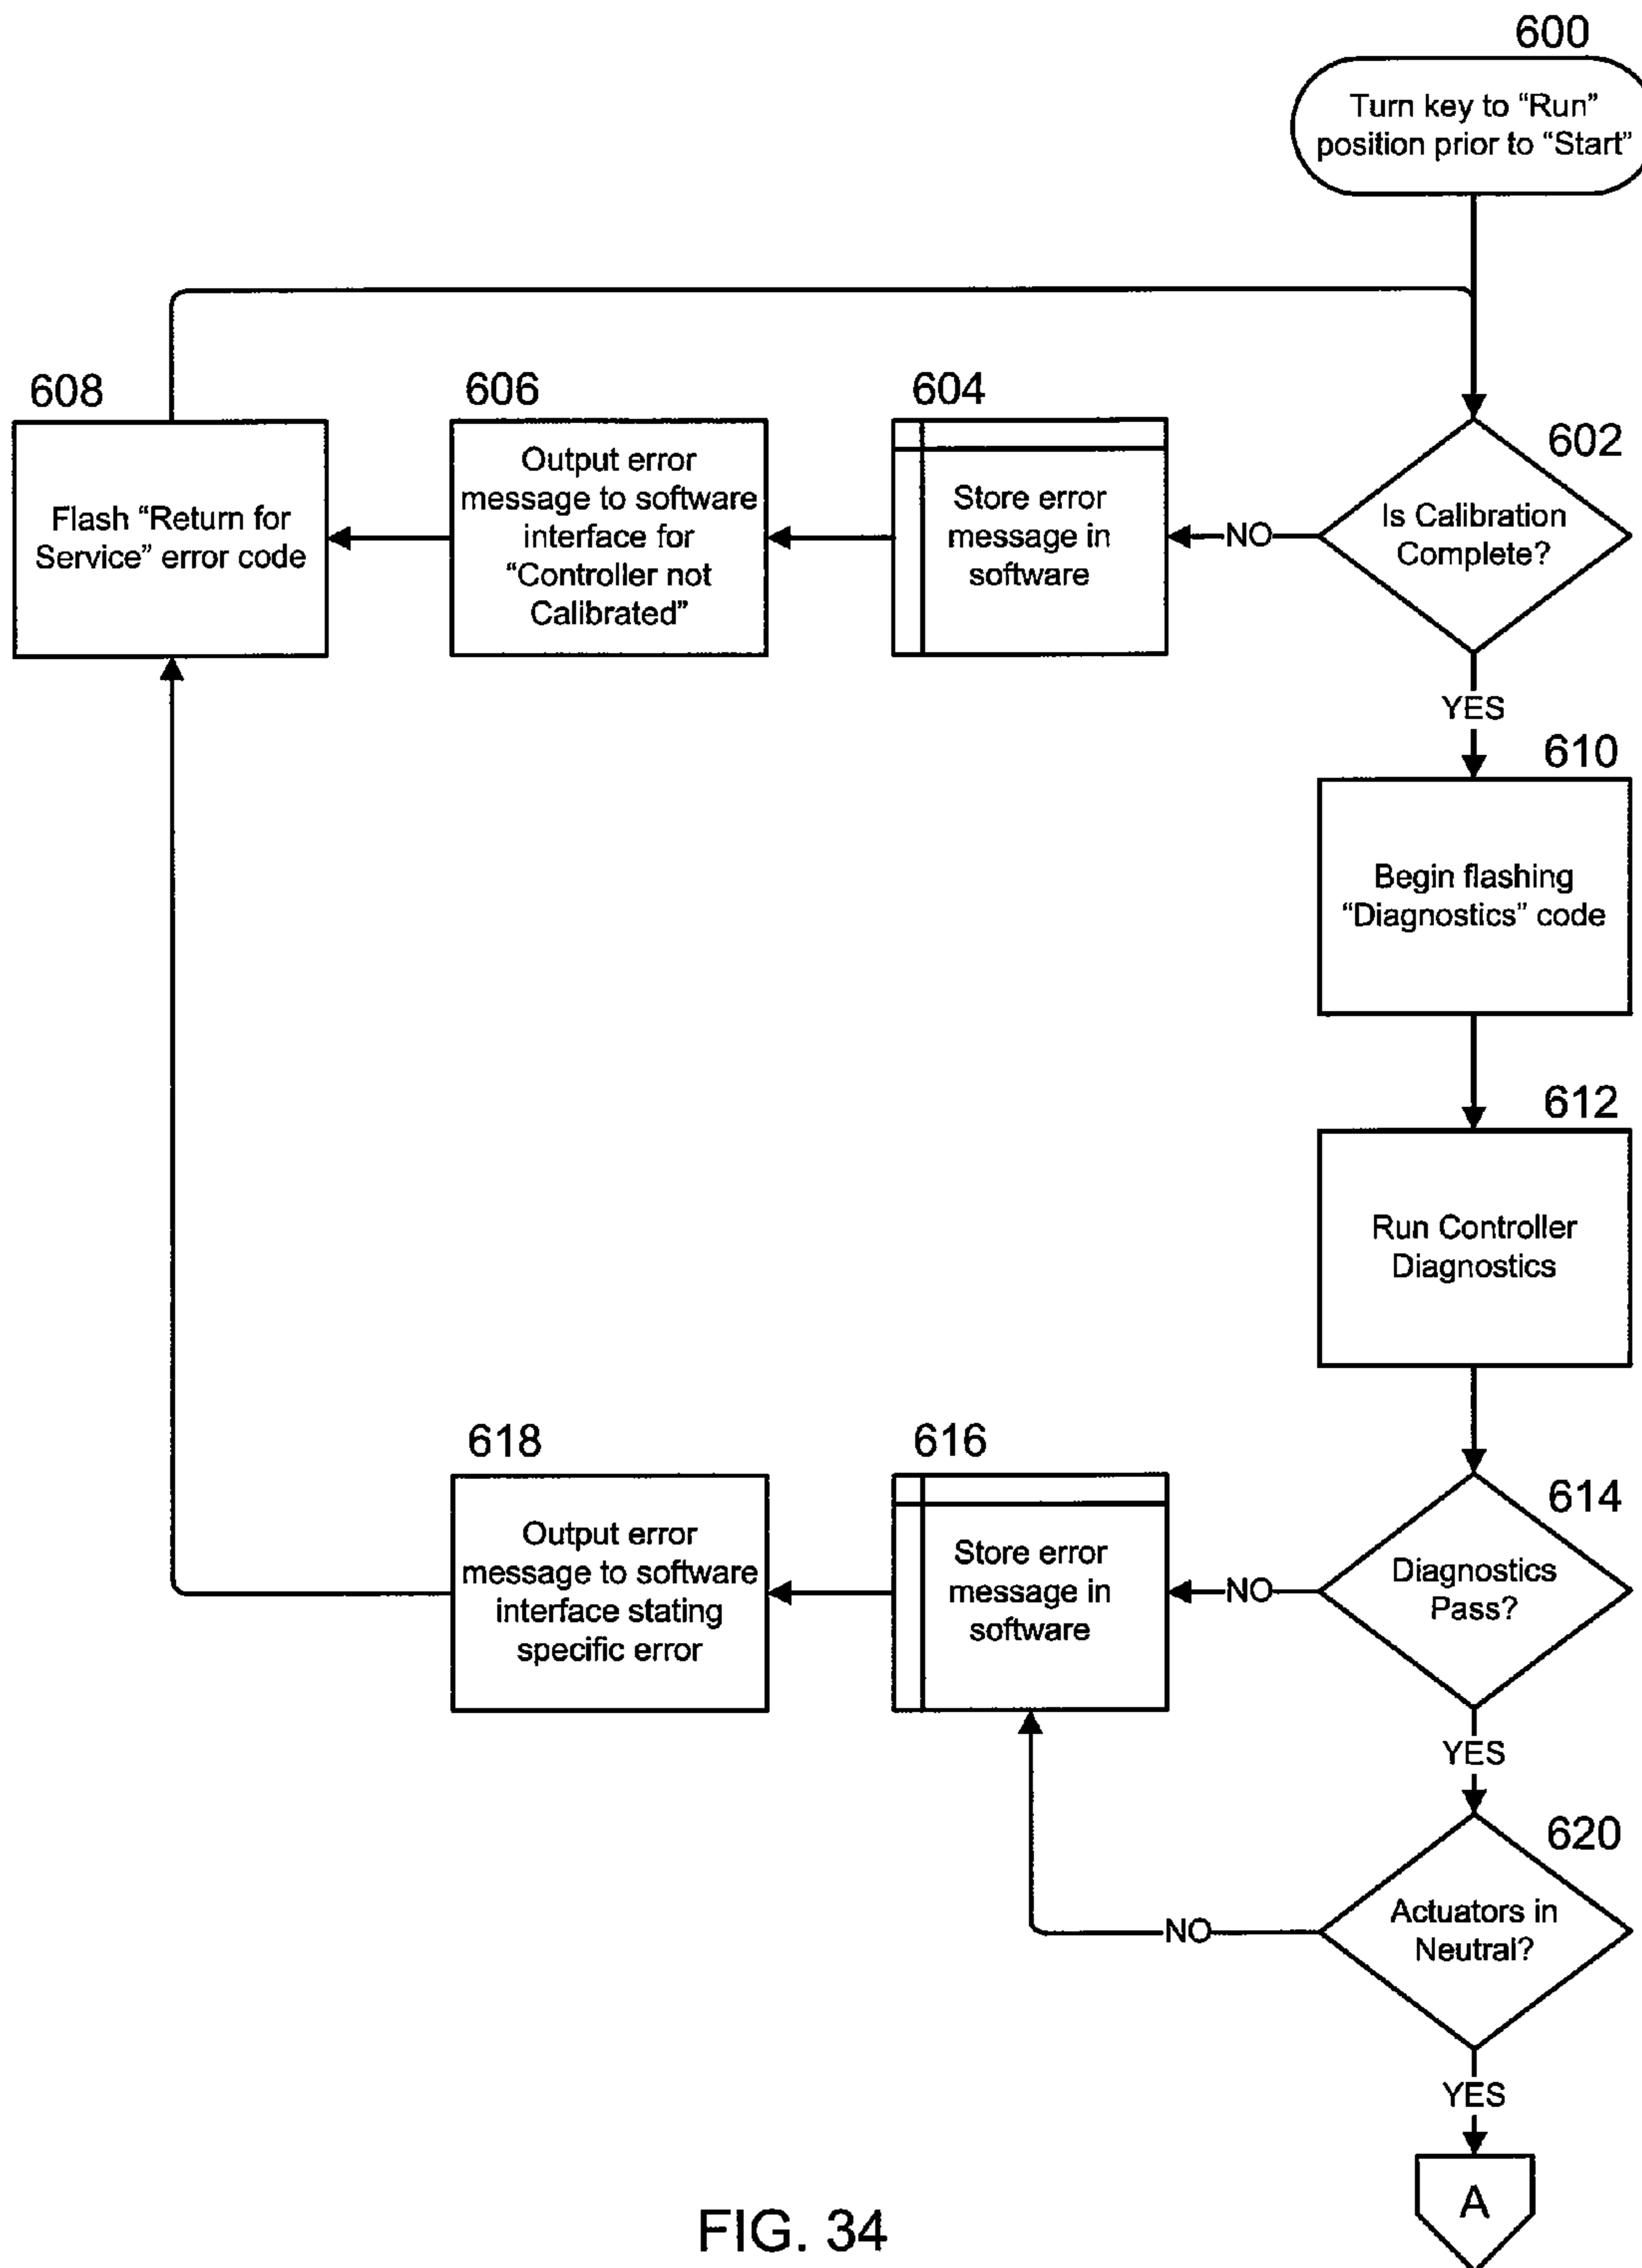 600
Turn key to “Run”
position prior to “Start”
608
Flash “Return for
Service” error code
606
Output error
message to software
interface for
“Controller not
Calibrated”
604
Store error
message in
software
NO
602
Is Calibration
Complete?
YES
610
Begin flashing
“Diagnostics” code
612
Run Controller
Diagnostics
618
Output error
message to software
interface stating
specific error
616
Store error
message in
software
NO
614
Diagnostics
Pass?
YES
620
Actuators in
Neutral?
NO
YES
A
FIG. 34